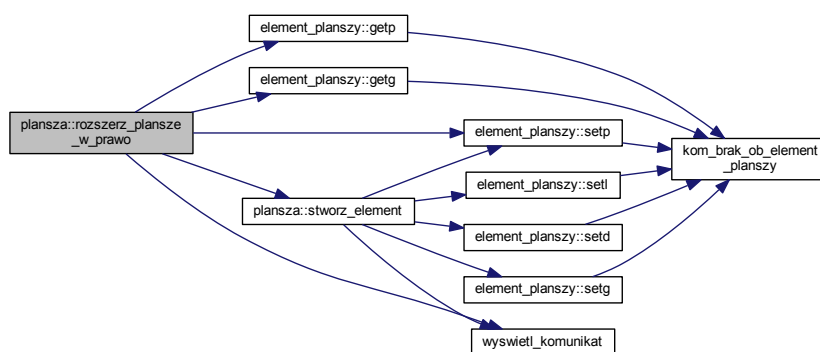 element_planszy::getp
element_planszy::getg
plansza::rozszerz_plansze
_w_prawo
element_planszy::setp
kom_brak_ob_element
_planszy
element_planszy::setl
plansza::stworz_element
element_planszy::setd
element_planszy::setg
wyswietl_komunikat